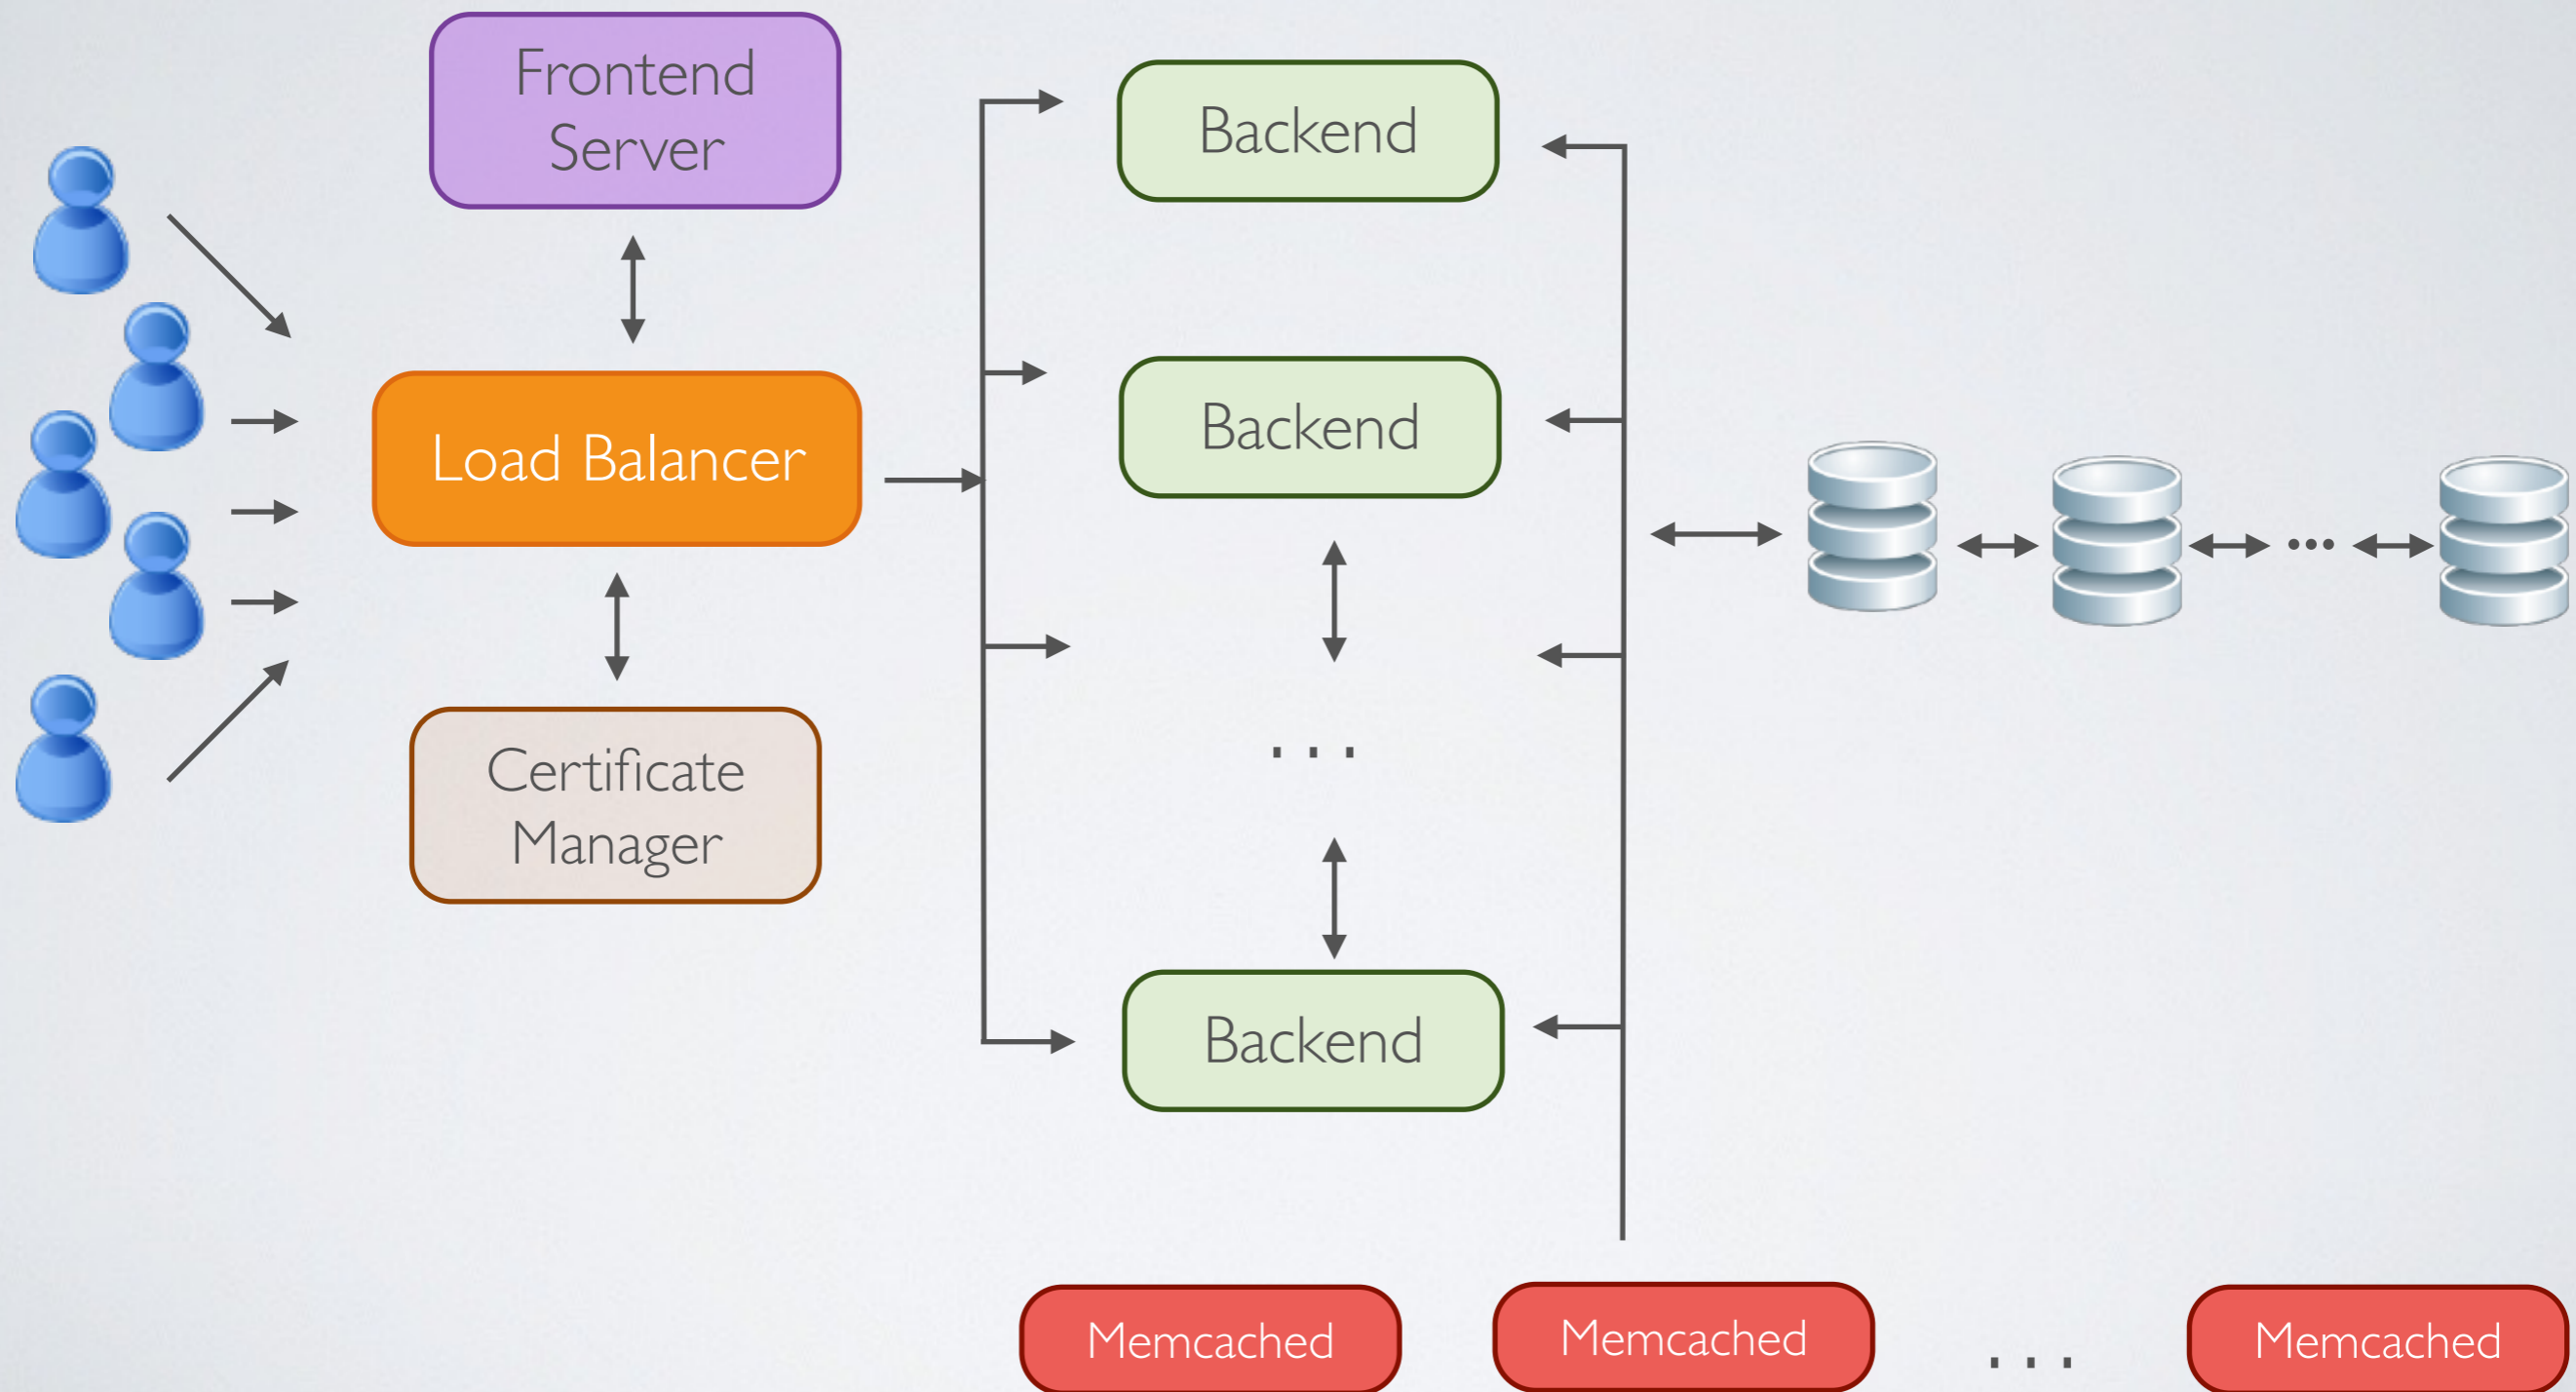 Frontend
Server
Load Balancer
Certificate
Manager
Backend
Backend
. . .
Backend
...
Memcached
Memcached
. . .
Memcached